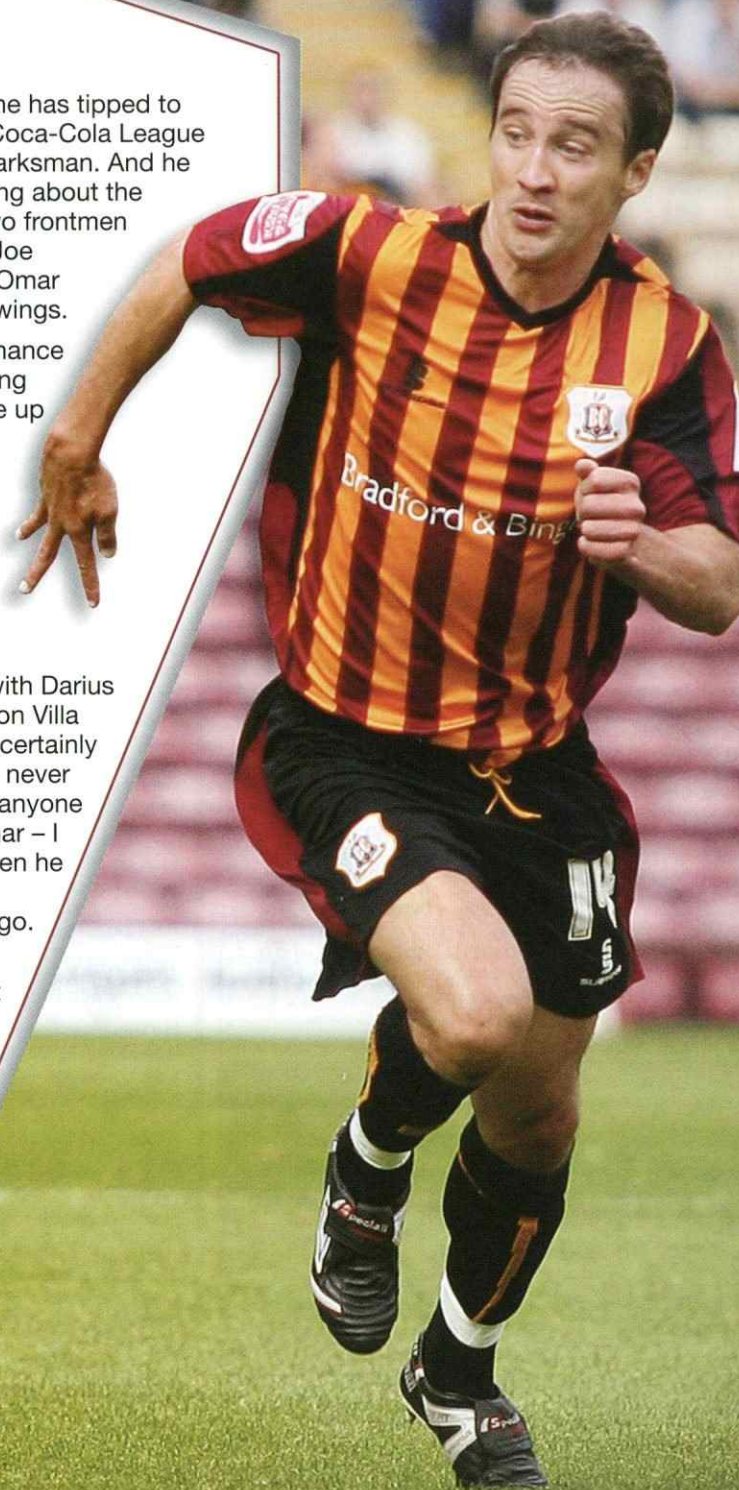 ne has tipped to
Coca-Cola League
arksman. And he
ng about the
o frontmen
Joe
Omar
wings.
nance
ng
e up
with Darius
on Villa
certainly
never
anyone
ar – I
en he
go.
Bradford & Bing
14